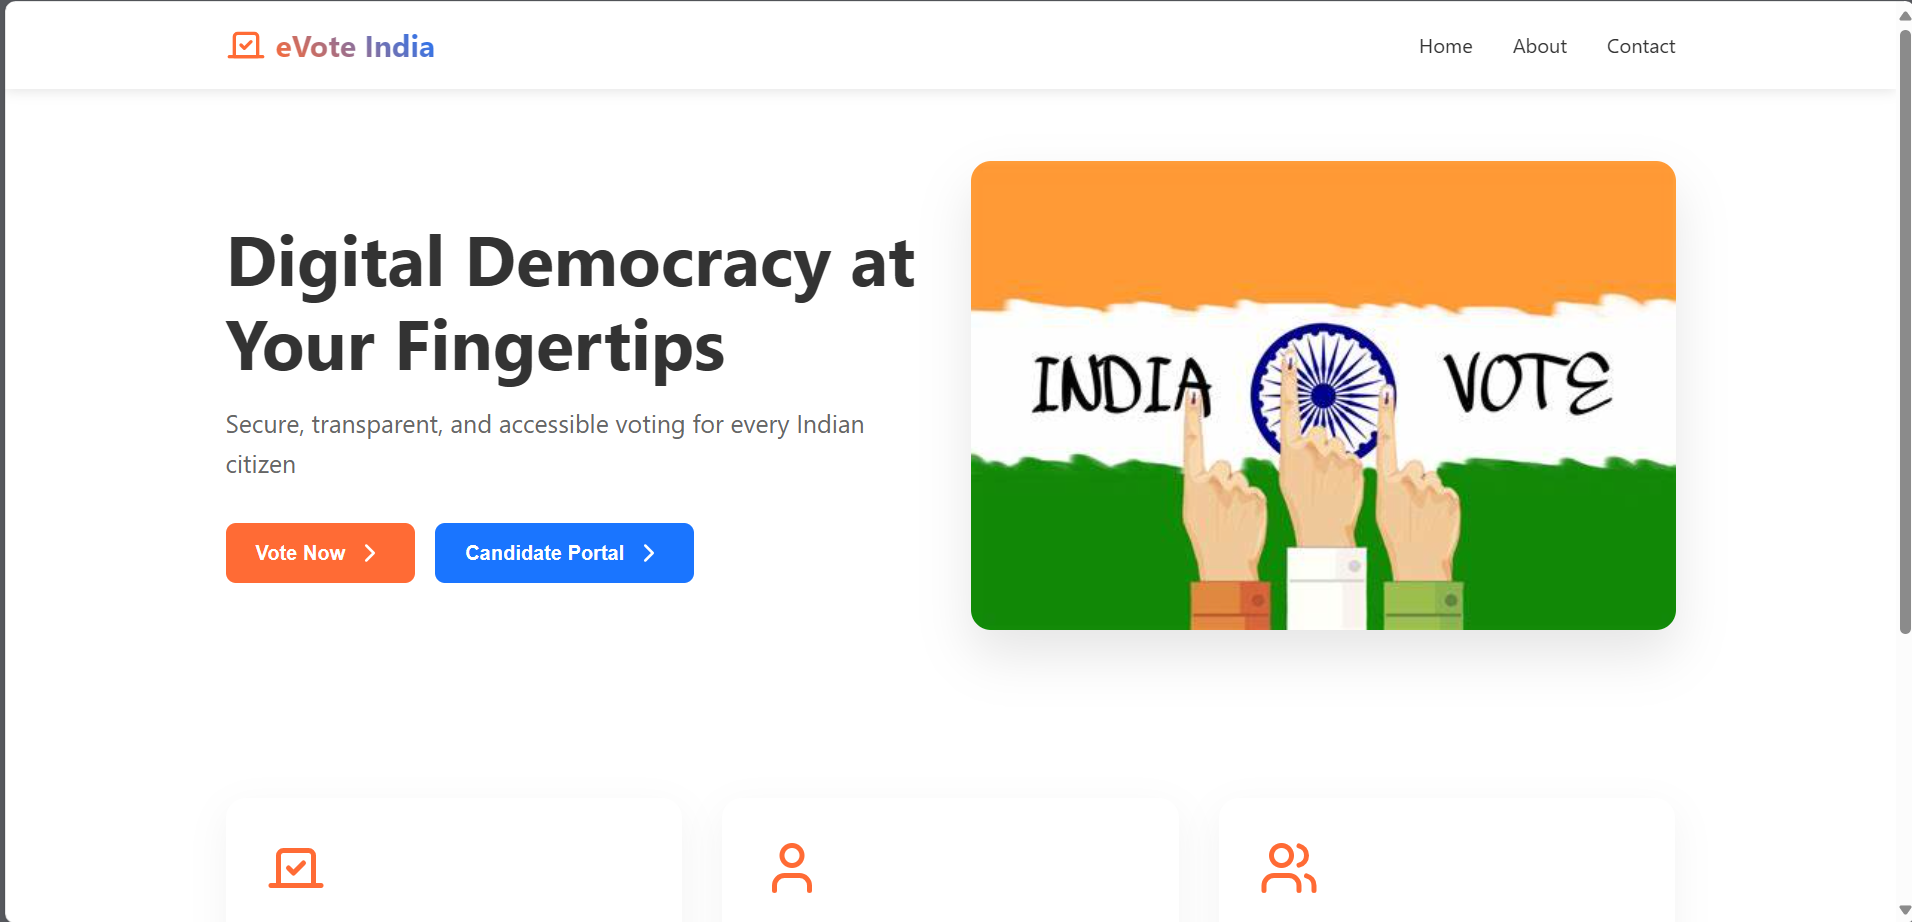 eVote India
Home About Contact
Digital Democracy at
Your Fingertips
Secure, transparent, and accessible voting for every Indian
citizen
Vote Now
Candidate Portal
INDIA VOTE